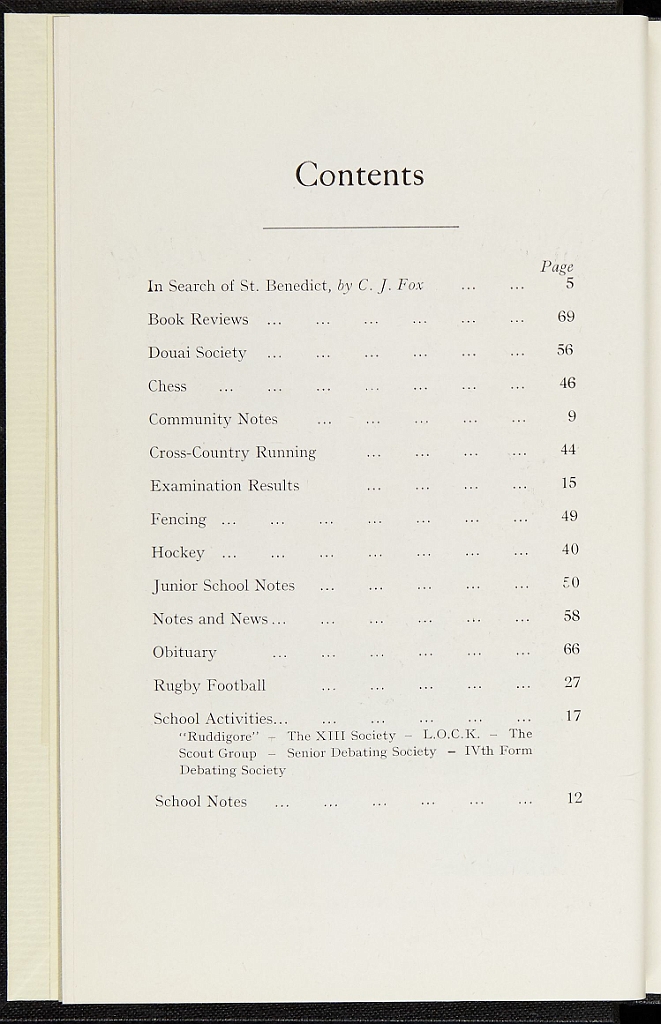 Contents
Page
In Search of St. Benedict, by C. J. Fox ... ... 5
Book Reviews ... ... ... ... ... ... 69
Douai Society ... ... ... ... ... ... 56
Chess ... ... ... ... ... ... ... 46
Community Notes ... ... ... ... ... 9
Cross-Country Running ... ... ... ... 44
Examination Results ... ... ... ... 15
Fencing ... ... ... ... ... ... ... 49
Hockey ... ... ... ... ... ... ... 40
Junior School Notes ... ... ... ... ... 50
Notes and News ... ... ... ... ... ... 58
Obituary ... ... ... ... ... ... 66
Rugby Football ... ... ... ... ... 27
School Activities... ... ... ... ... ... 17
"Ruddigore" – The XIII Society – L.O.C.K. – The
Scout Group – Senior Debating Society – IVth Form
Debating Society
School Notes ... ... ... ... ... ... 12